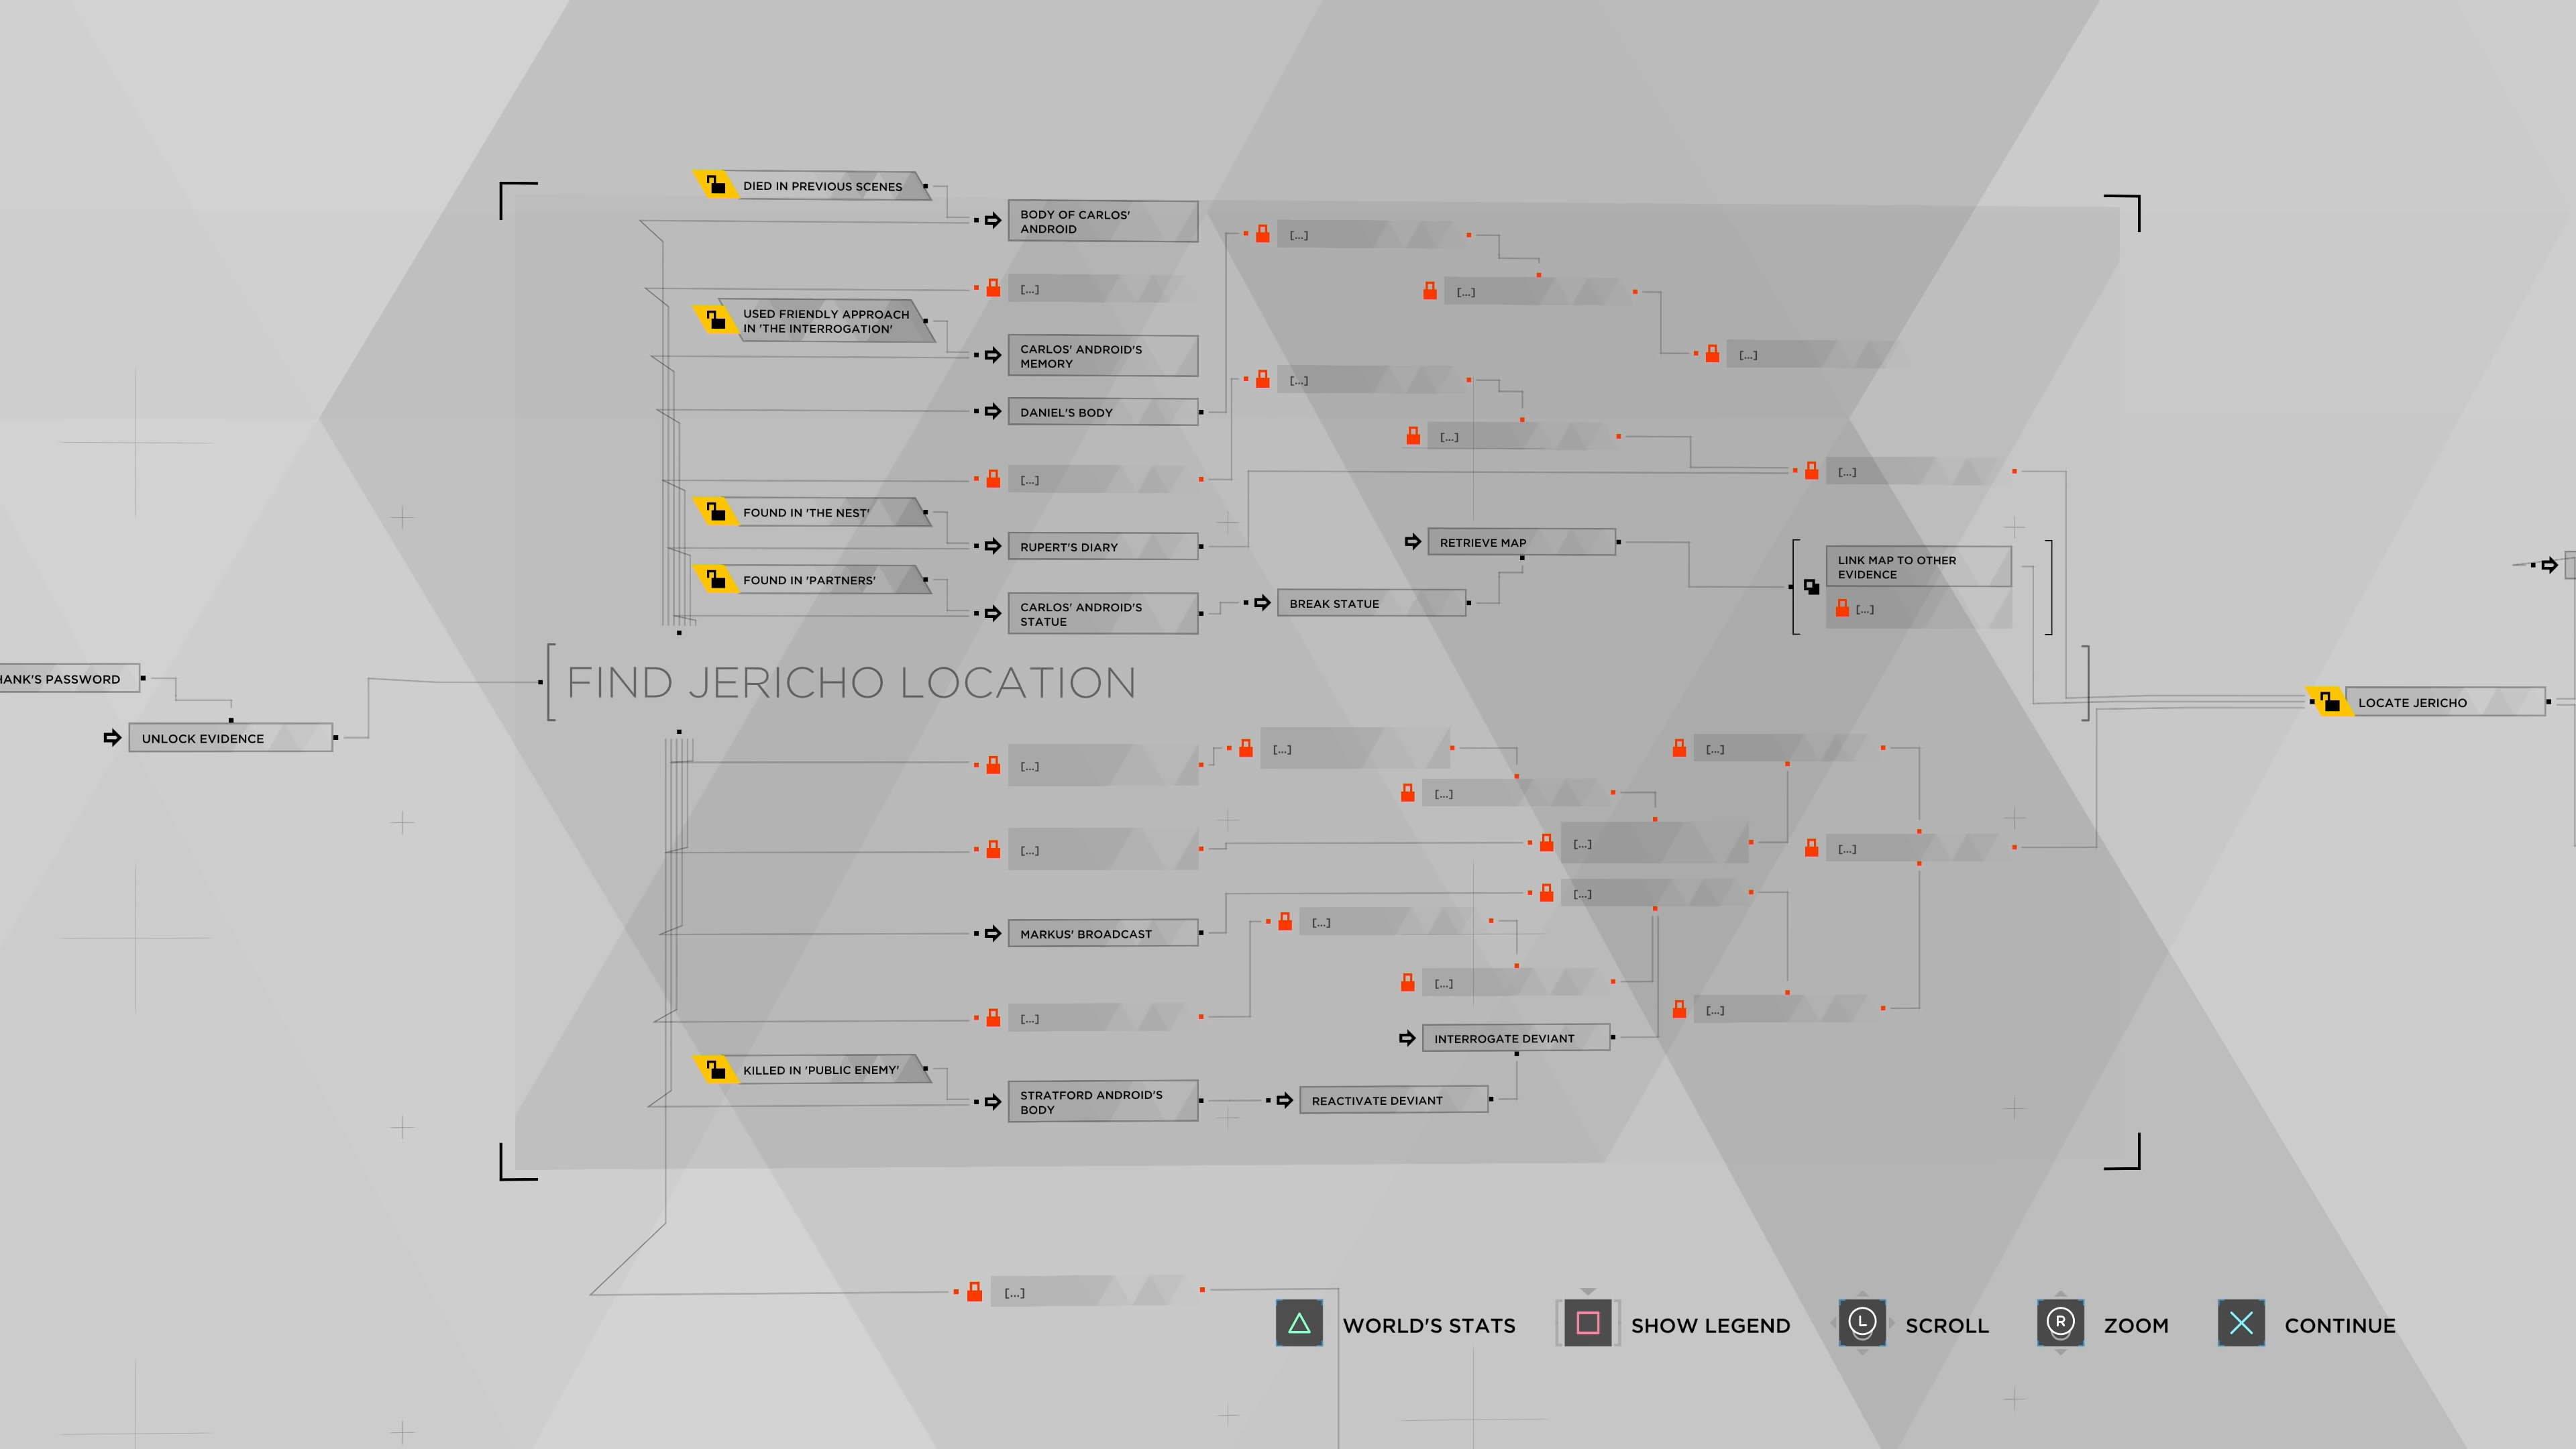 DIED IN PREVIOUS SCENES
BODY OF CARLOS'
ANDROID
[...]
[...]
[...]
USED FRIENDLY APPROACH
IN 'THE INTERROGATION'
CARLOS' ANDROID'S
MEMORY
[...]
[...]
DANIEL'S BODY
[...]
[...]
[...]
FOUND IN 'THE NEST'
RUPERT'S DIARY
RETRIEVE MAP
LINK MAP TO OTHER
EVIDENCE
[...]
FOUND IN 'PARTNERS'
CARLOS' ANDROID'S
STATUE
BREAK STATUE
HANK'S PASSWORD
UNLOCK EVIDENCE
FIND JERICHO LOCATION
LOCATE JERICHO
[...]
[...]
[...]
[...]
[...]
[...]
[...]
[...]
MARKUS' BROADCAST
[...]
[...]
[...]
[...]
INTERROGATE DEVIANT
KILLED IN 'PUBLIC ENEMY'
STRATFORD ANDROID'S
BODY
REACTIVATE DEVIANT
[...]
WORLD'S STATS
SHOW LEGEND
L
SCROLL
R
ZOOM
CONTINUE